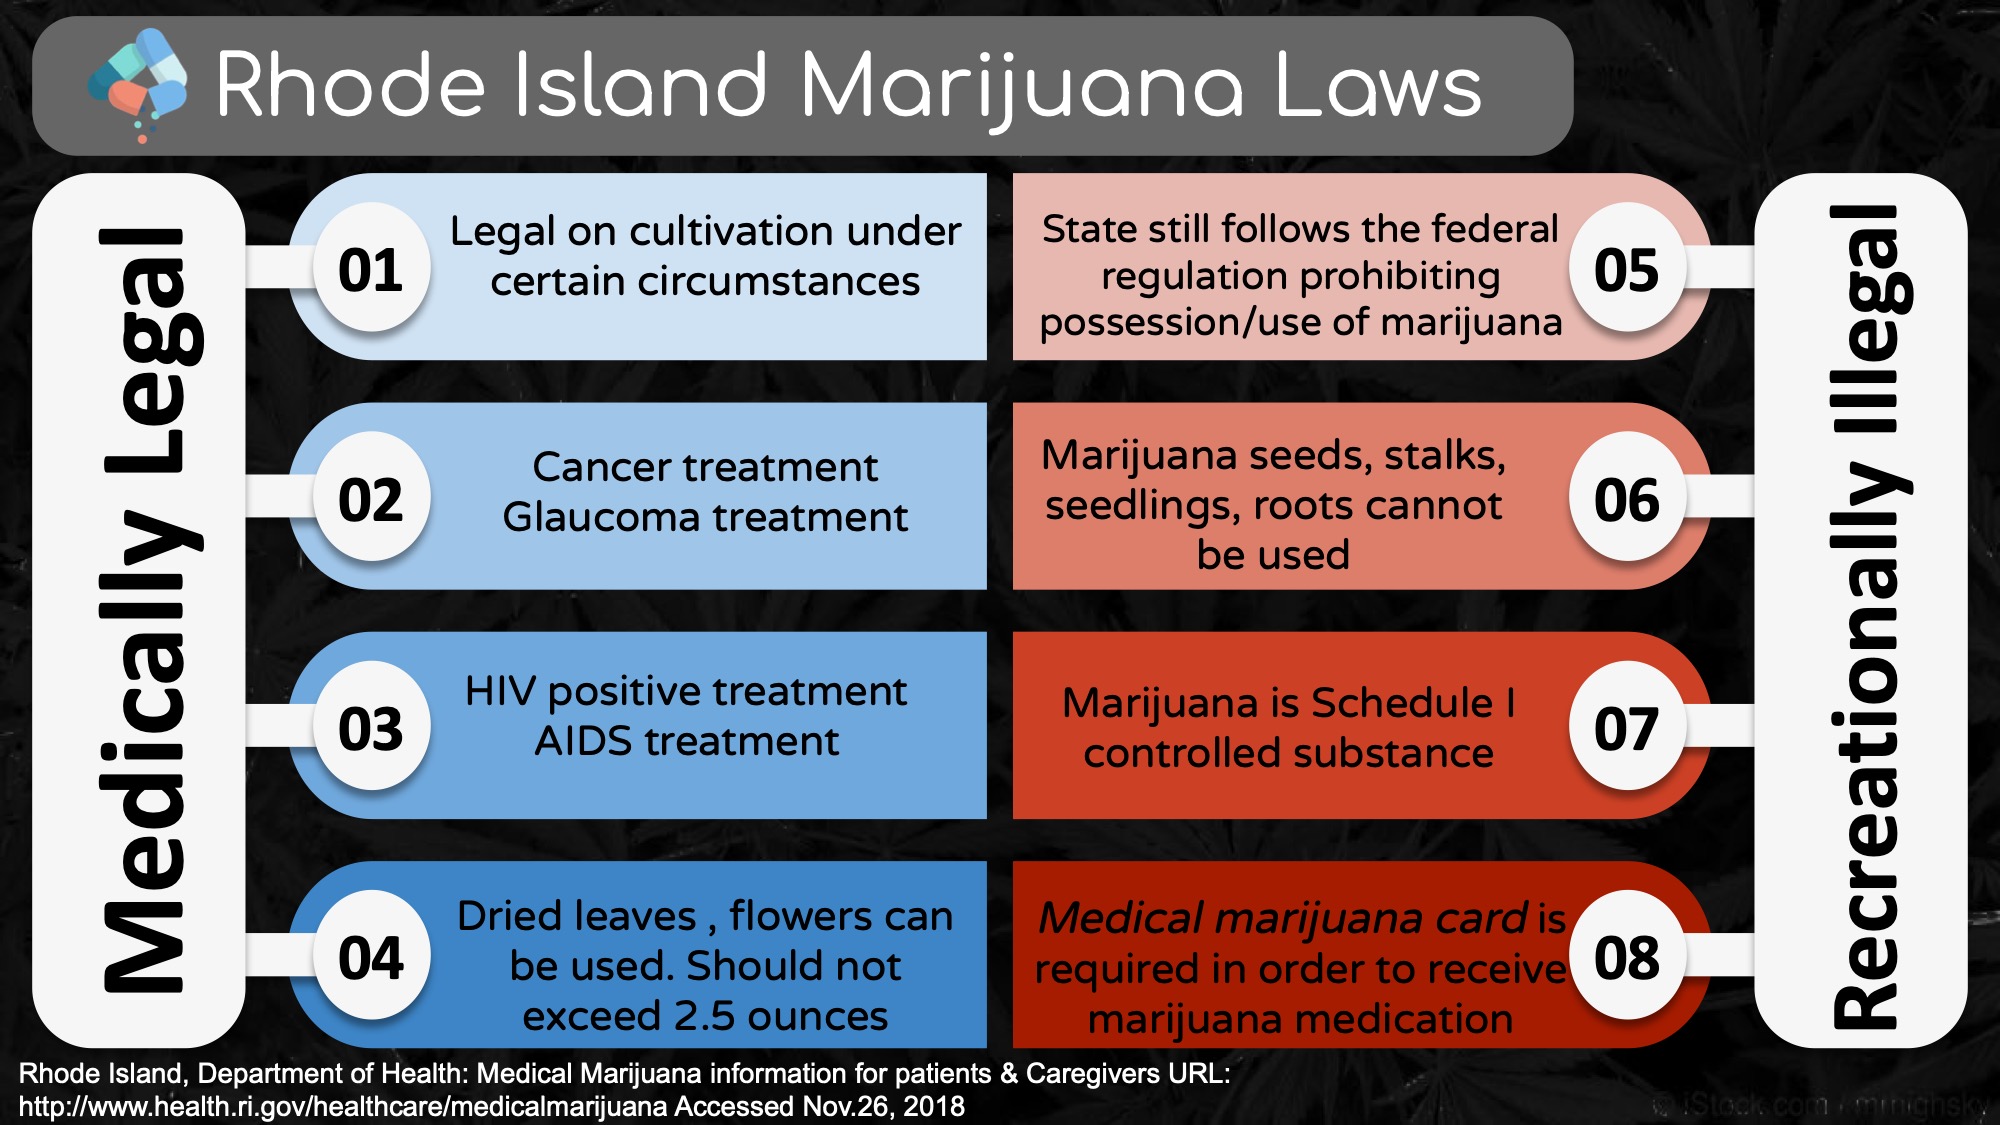 Rhode Island Marijuana Laws
Medically Legal
01
Legal on cultivation under
certain circumstances
02
Cancer treatment
Glaucoma treatment
03
HIV positive treatment
AIDS treatment
04
Dried leaves , flowers can
be used. Should not
exceed 2.5 ounces
State still follows the federal
regulation prohibiting
possession/use of marijuana
05
Marijuana seeds, stalks,
seedlings, roots cannot
be used
06
Marijuana is Schedule I
controlled substance
07
Medical marijuana card is
required in order to receive
marijuana medication
08
Recreationally Illegal
Rhode Island, Department of Health: Medical Marijuana information for patients & Caregivers URL:
http://www.health.ri.gov/healthcare/medicalmarijuana Accessed Nov.26, 2018
© iStock.com /